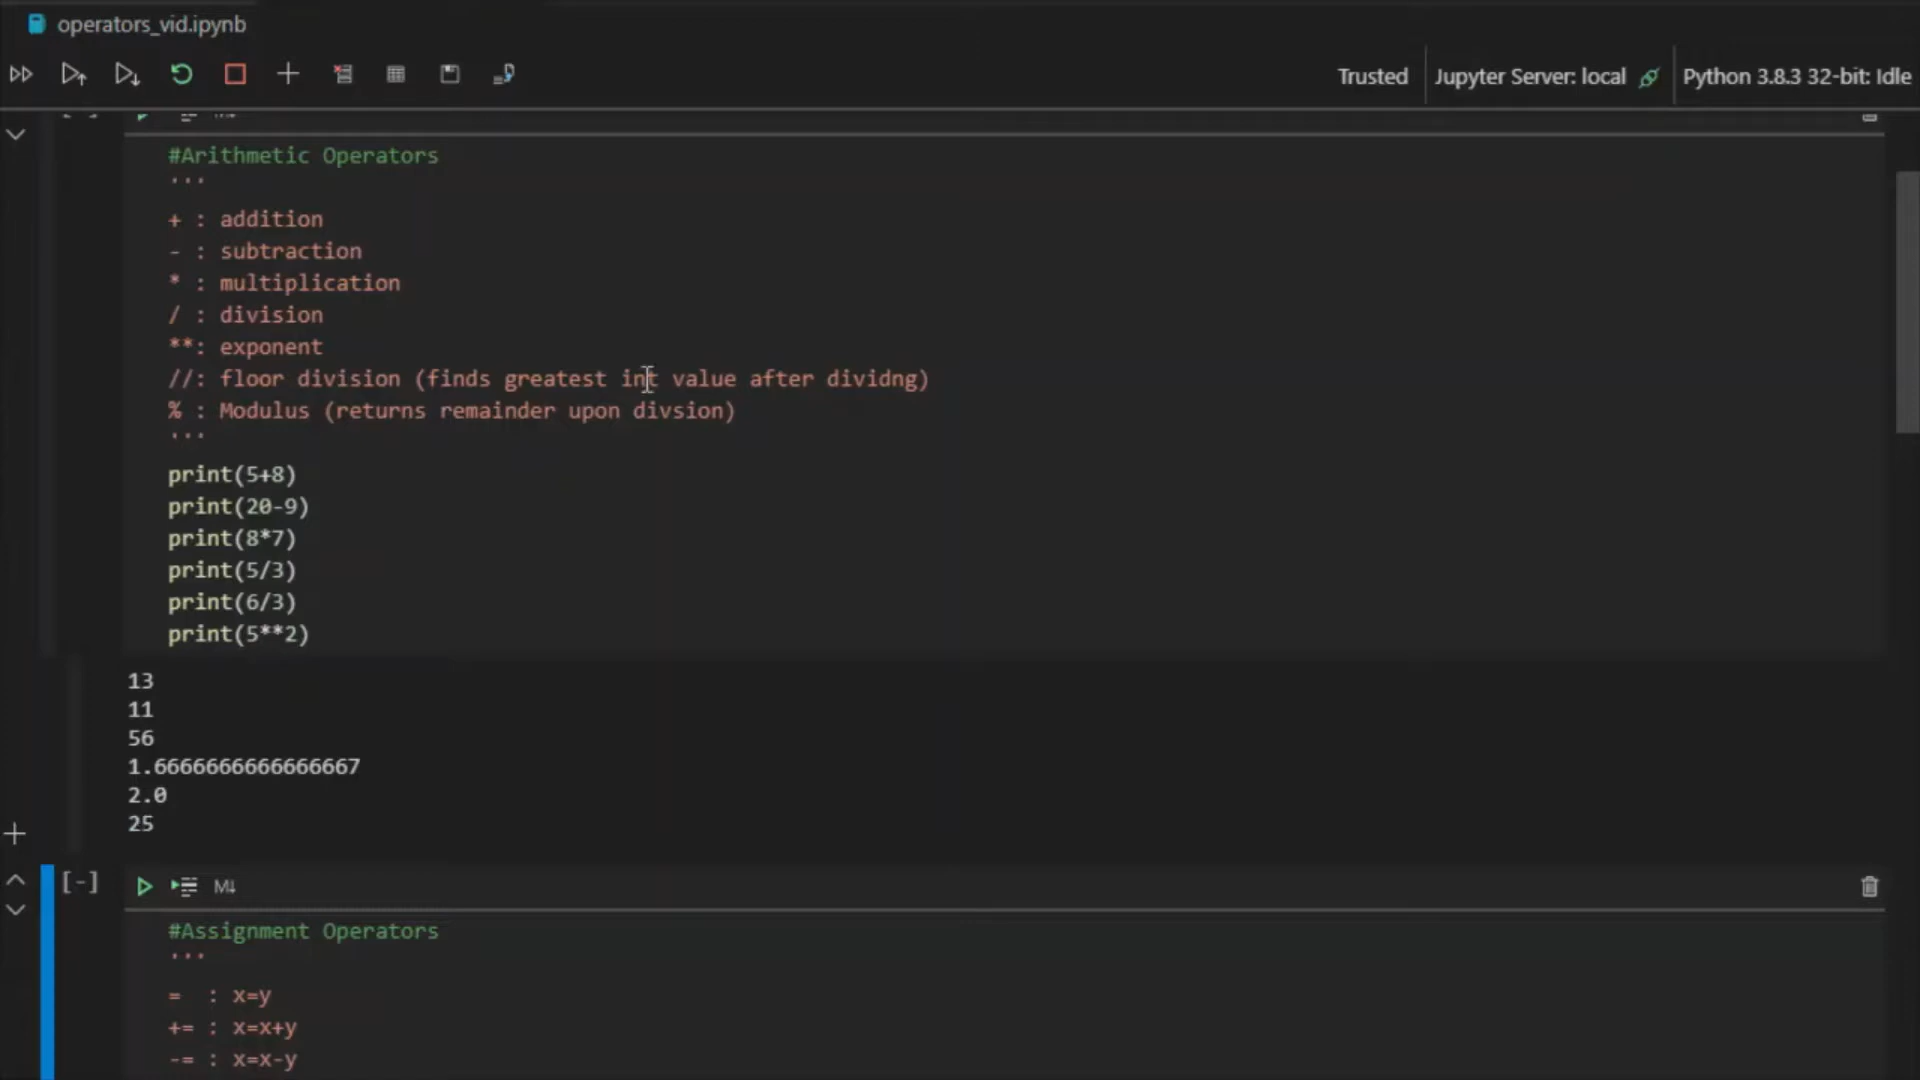 operators_vid.ipynb
Trusted
Jupyter Server: local
Python 3.8.3 32-bit: Idle
#Arithmetic Operators
'''
+ : addition
- : subtraction
* : multiplication
/ : division
**: exponent
//: floor division (finds greatest int value after dividng)
% : Modulus (returns remainder upon divsion)
'''
print(5+8)
print(20-9)
print(8*7)
print(5/3)
print(6/3)
print(5**2)
13
11
56
1.6666666666666667
2.0
25
[-]
M↓
#Assignment Operators
'''
=  : x=y
+= : x=x+y
-= : x=x-y